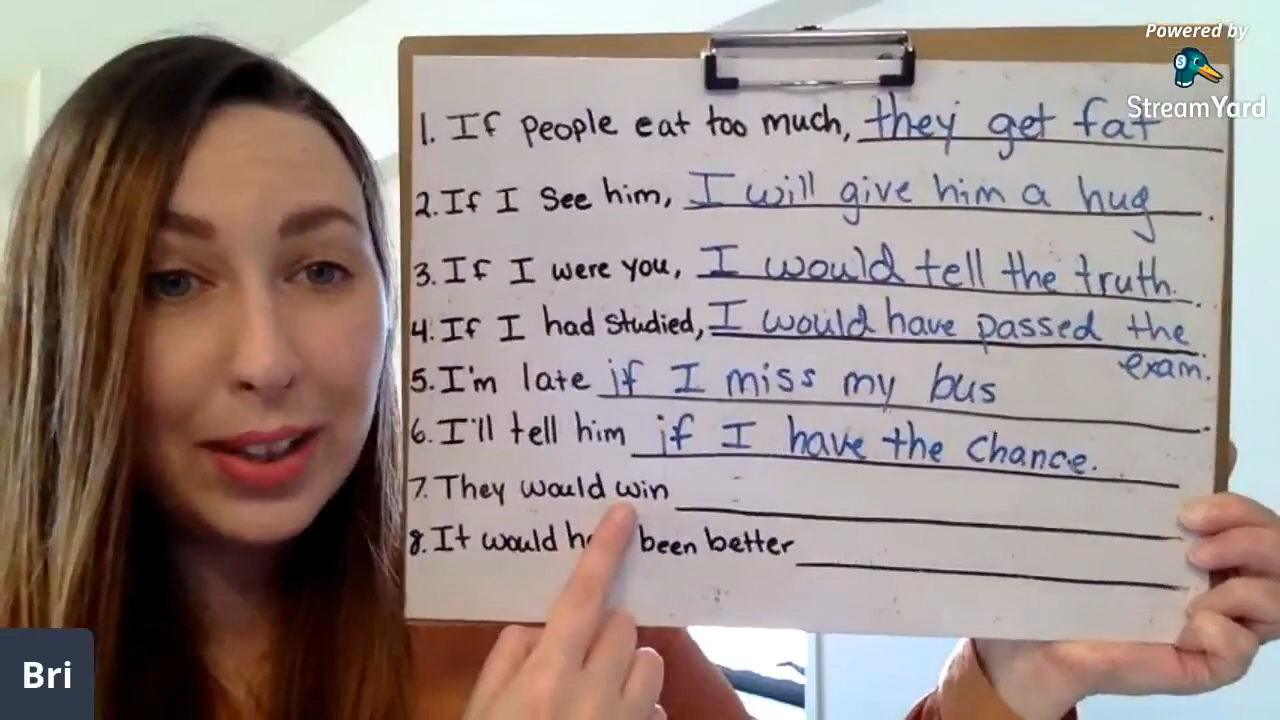 Powered by
StreamYard
1. If people eat too much, they get fat
2. If I see him, I will give him a hug.
3. If I were you, I would tell the truth.
4. If I had studied, I would have passed the
exam.
5. I'm late if I miss my bus.
6. I'll tell him if I have the chance.
7. They would win
8. It would been better
Bri